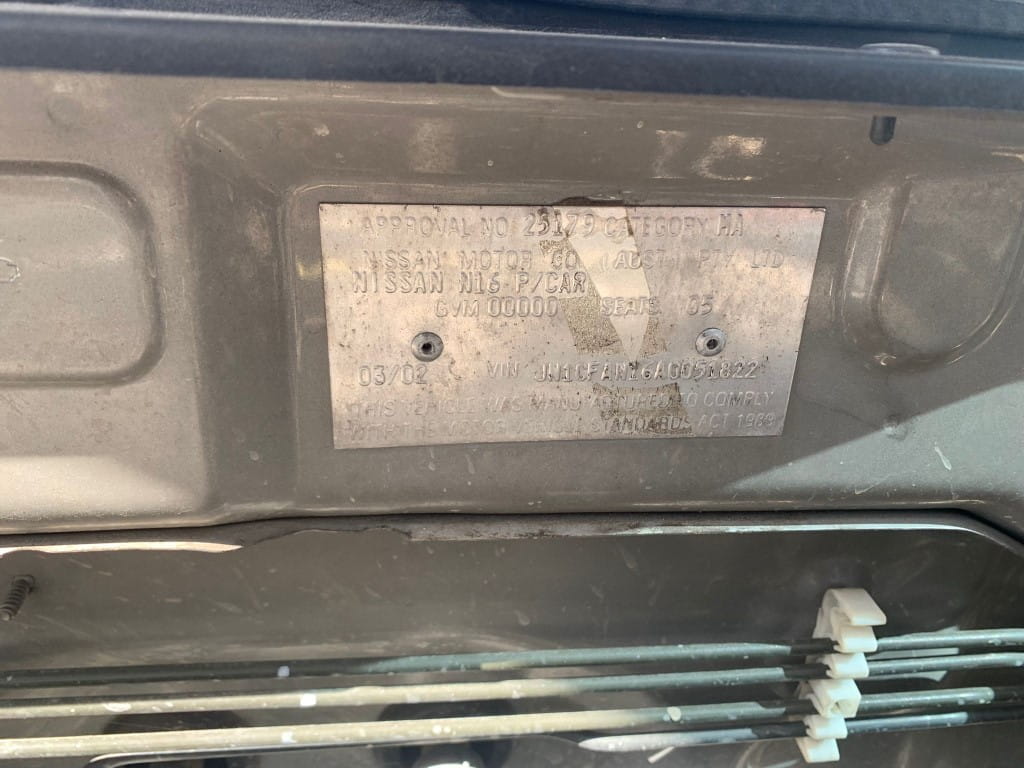 APPROVAL NO 25179 CATEGORY MA
NISSAN MOTOR CO (AUST) PTY LTD
NISSAN N16 P/CAR
GVM 00000 SEATS 05
03/02 VIN JN1CFAN16A0051822
THIS VEHICLE WAS MANUFACTURED TO COMPLY
WITH THE MOTOR VEHICLE STANDARDS ACT 1989